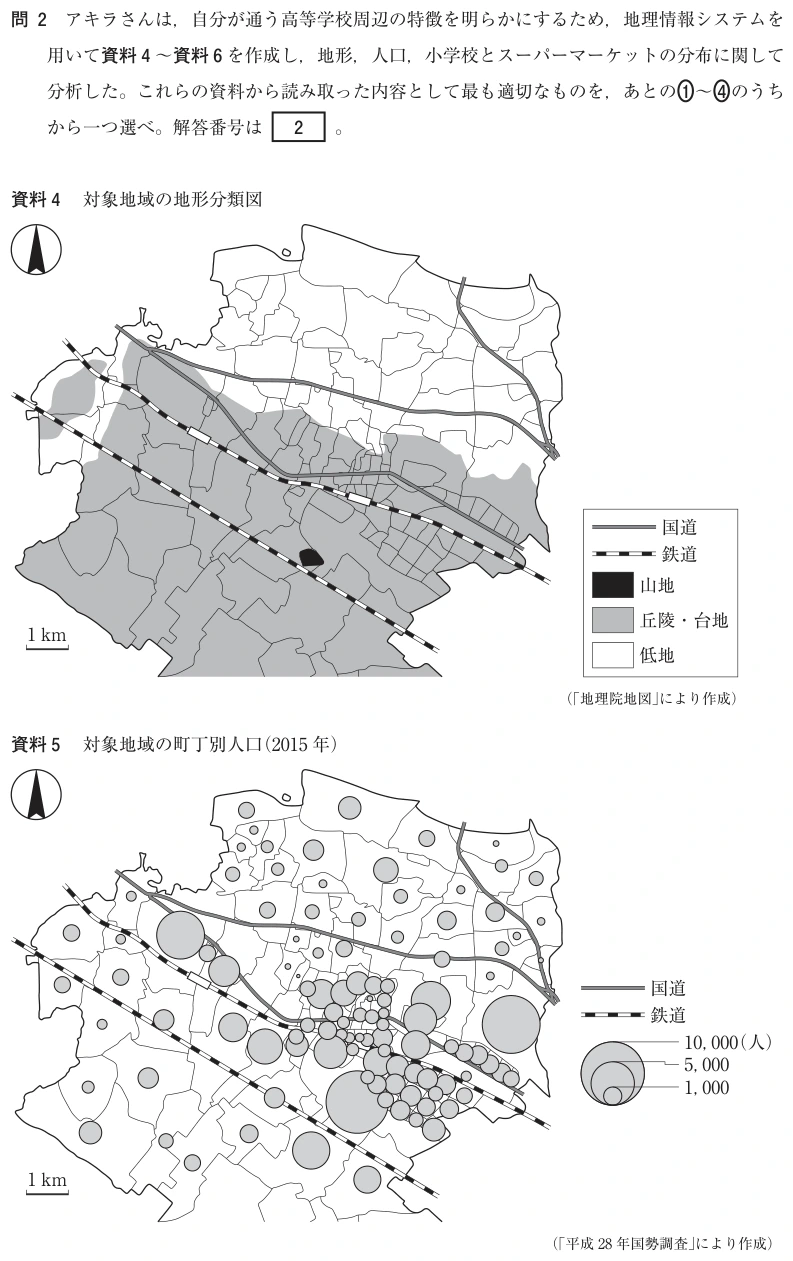 問 2 アキラさんは，自分が通う高等学校周辺の特徴を明らかにするため，地理情報システムを
用いて資料 4 ～資料 6 を作成し，地形，人口，小学校とスーパーマーケットの分布に関して
分析した。これらの資料から読み取った内容として最も適切なものを，あとの①～④のうち
から一つ選べ。解答番号は 2 。
資料 4 対象地域の地形分類図
国道
鉄道
山地
丘陵・台地
低地
1 km
(「地理院地図」により作成)
資料 5 対象地域の町丁別人口(2015 年)
国道
鉄道
10,000(人)
5,000
1,000
1 km
(「平成 28 年国勢調査」により作成)